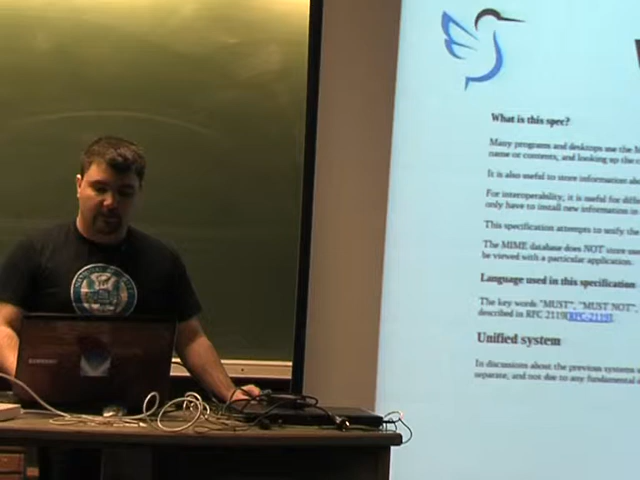 What is this spec?
Many programs and desktops use the
name or contents, and looking up the
It is also useful to store information
For interoperability, it is useful for
only have to install new information
This specification attempts to unify the
The MIME database does NOT store
be viewed with a particular application.
Language used in this specification
The key words "MUST", "MUST NOT",
described in RFC 2119[RFC-2119].
Unified system
In discussions about the previous systems
separate, and not due to any fundamental
SAMSUNG